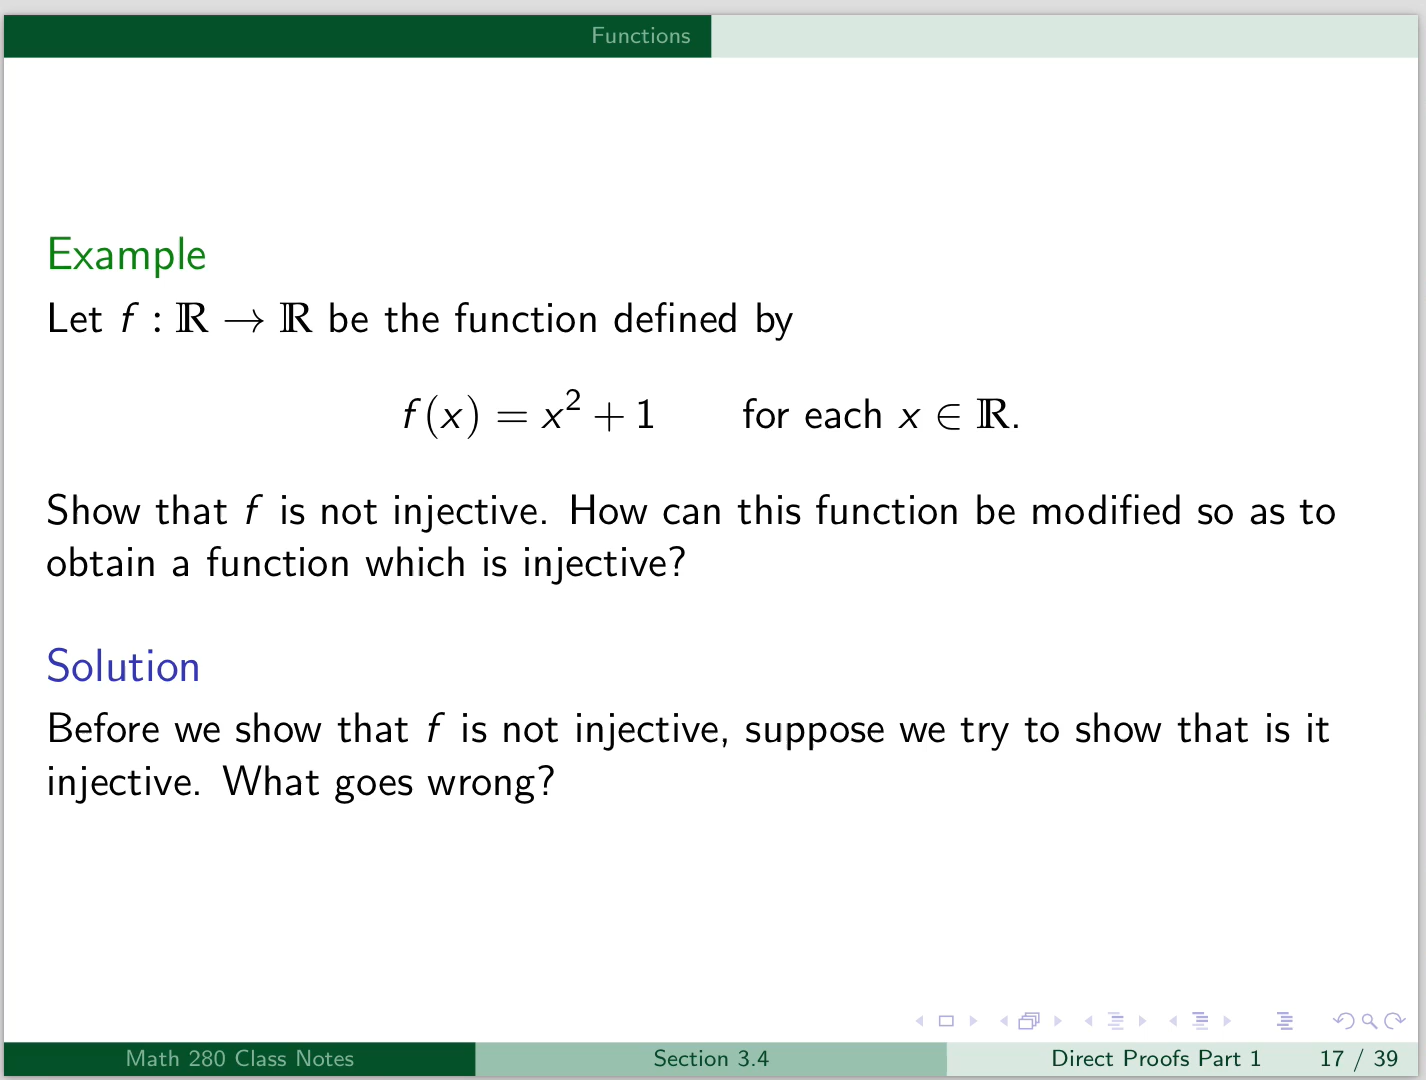 Functions
Example
Let f : ℝ → ℝ be the function defined by
f(x) = x² + 1 for each x ∈ ℝ.
Show that f is not injective. How can this function be modified so as to
obtain a function which is injective?
Solution
Before we show that f is not injective, suppose we try to show that is it
injective. What goes wrong?
Math 280 Class Notes Section 3.4 Direct Proofs Part 1 17 / 39